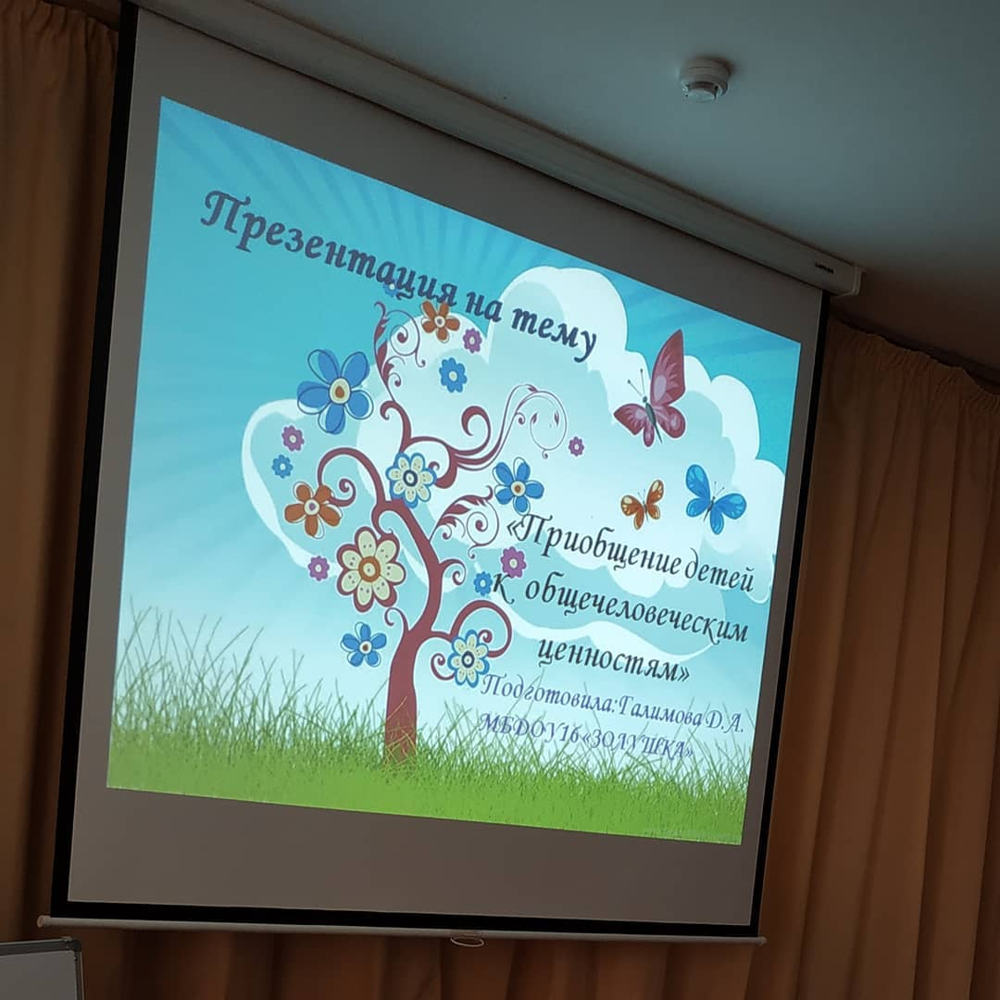 Презентация на тему
«Приобщение детей
к общечеловеческим
ценностям»
Подготовила:Галимова Д.А.
МБДОУ16«ЗОЛУШКА»